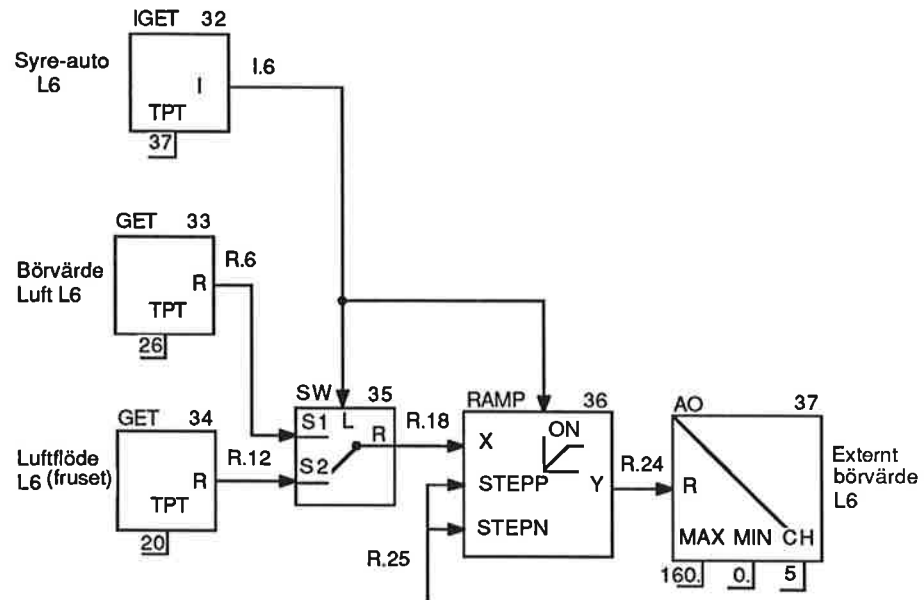 IGET 32
Syre-auto
L6
I.6
I
TPT
37
GET 33
Börvärde
Luft L6
R.6
R
TPT
26
GET 34
Luftflöde
L6 (fruset)
R.12
R
TPT
20
SW 35
S1 L
R
S2
R.18
RAMP 36
ON
X
STEPP Y
STEPN
R.25
R.24
AO 37
R
MAX MIN CH
160. 0. 5
Externt
börvärde
L6